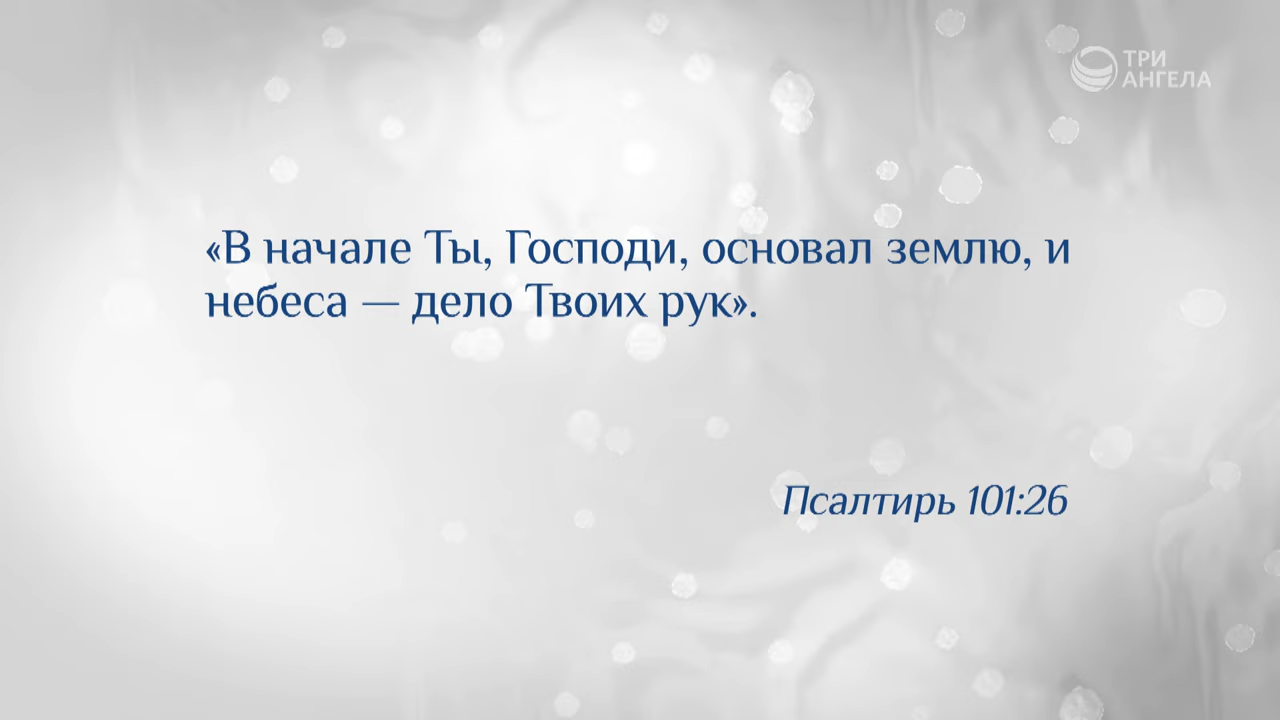 ТРИ
АНГЕЛА
«В начале Ты, Господи, основал землю, и
небеса — дело Твоих рук».
Псалтирь 101:26